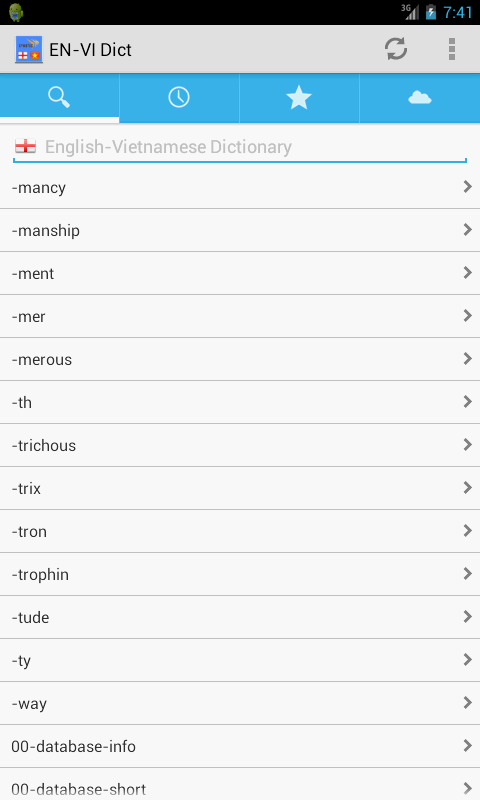 3G
7:41
EN-VI Dict
English-Vietnamese Dictionary
-mancy
-manship
-ment
-mer
-merous
-th
-trichous
-trix
-tron
-trophin
-tude
-ty
-way
00-database-info
00-database-short